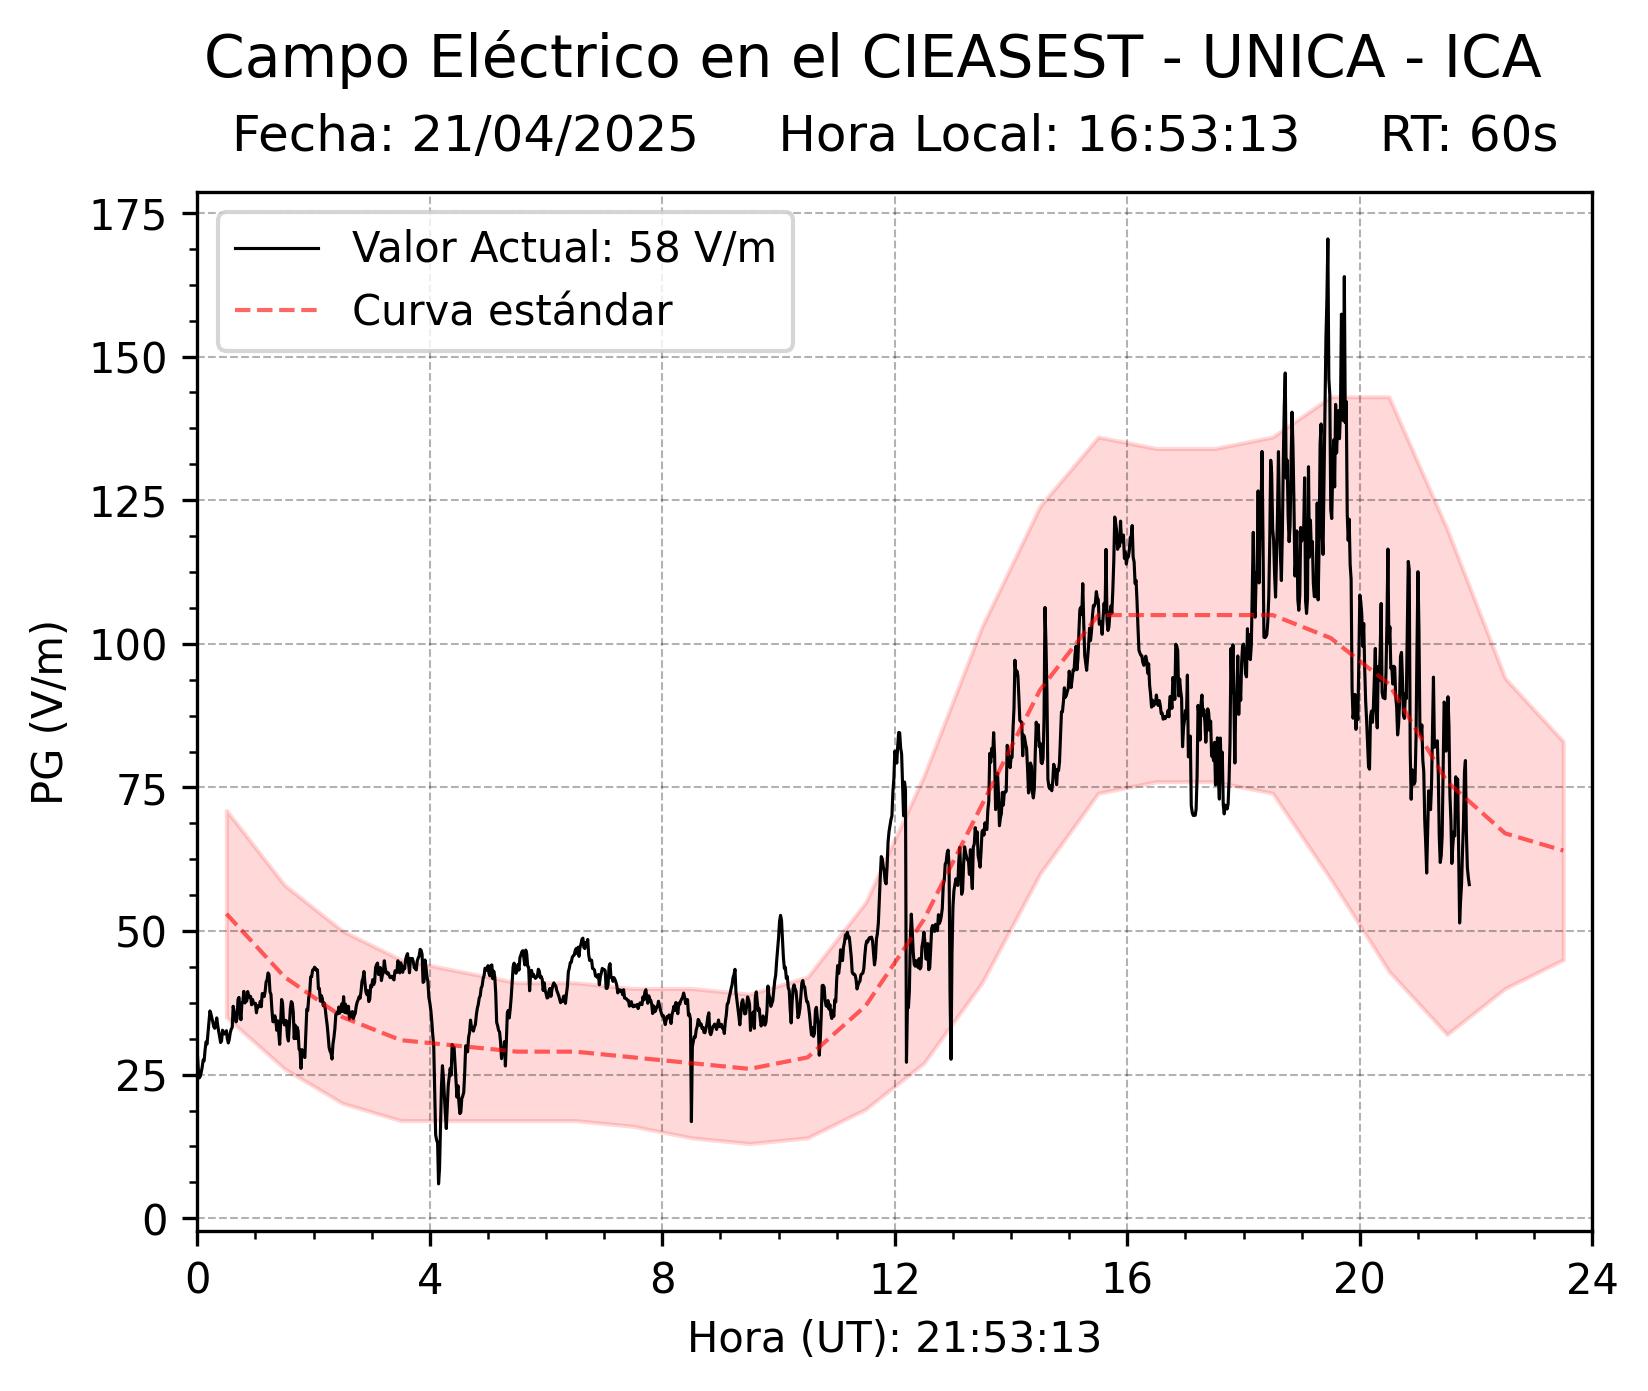 Campo Eléctrico en el CIEASEST - UNICA - ICA
Fecha: 21/04/2025 Hora Local: 16:53:13 RT: 60s
Valor Actual: 58 V/m
Curva estándar
PG (V/m)
175
150
125
100
75
50
25
0
0 4 8 12 16 20 24
Hora (UT): 21:53:13